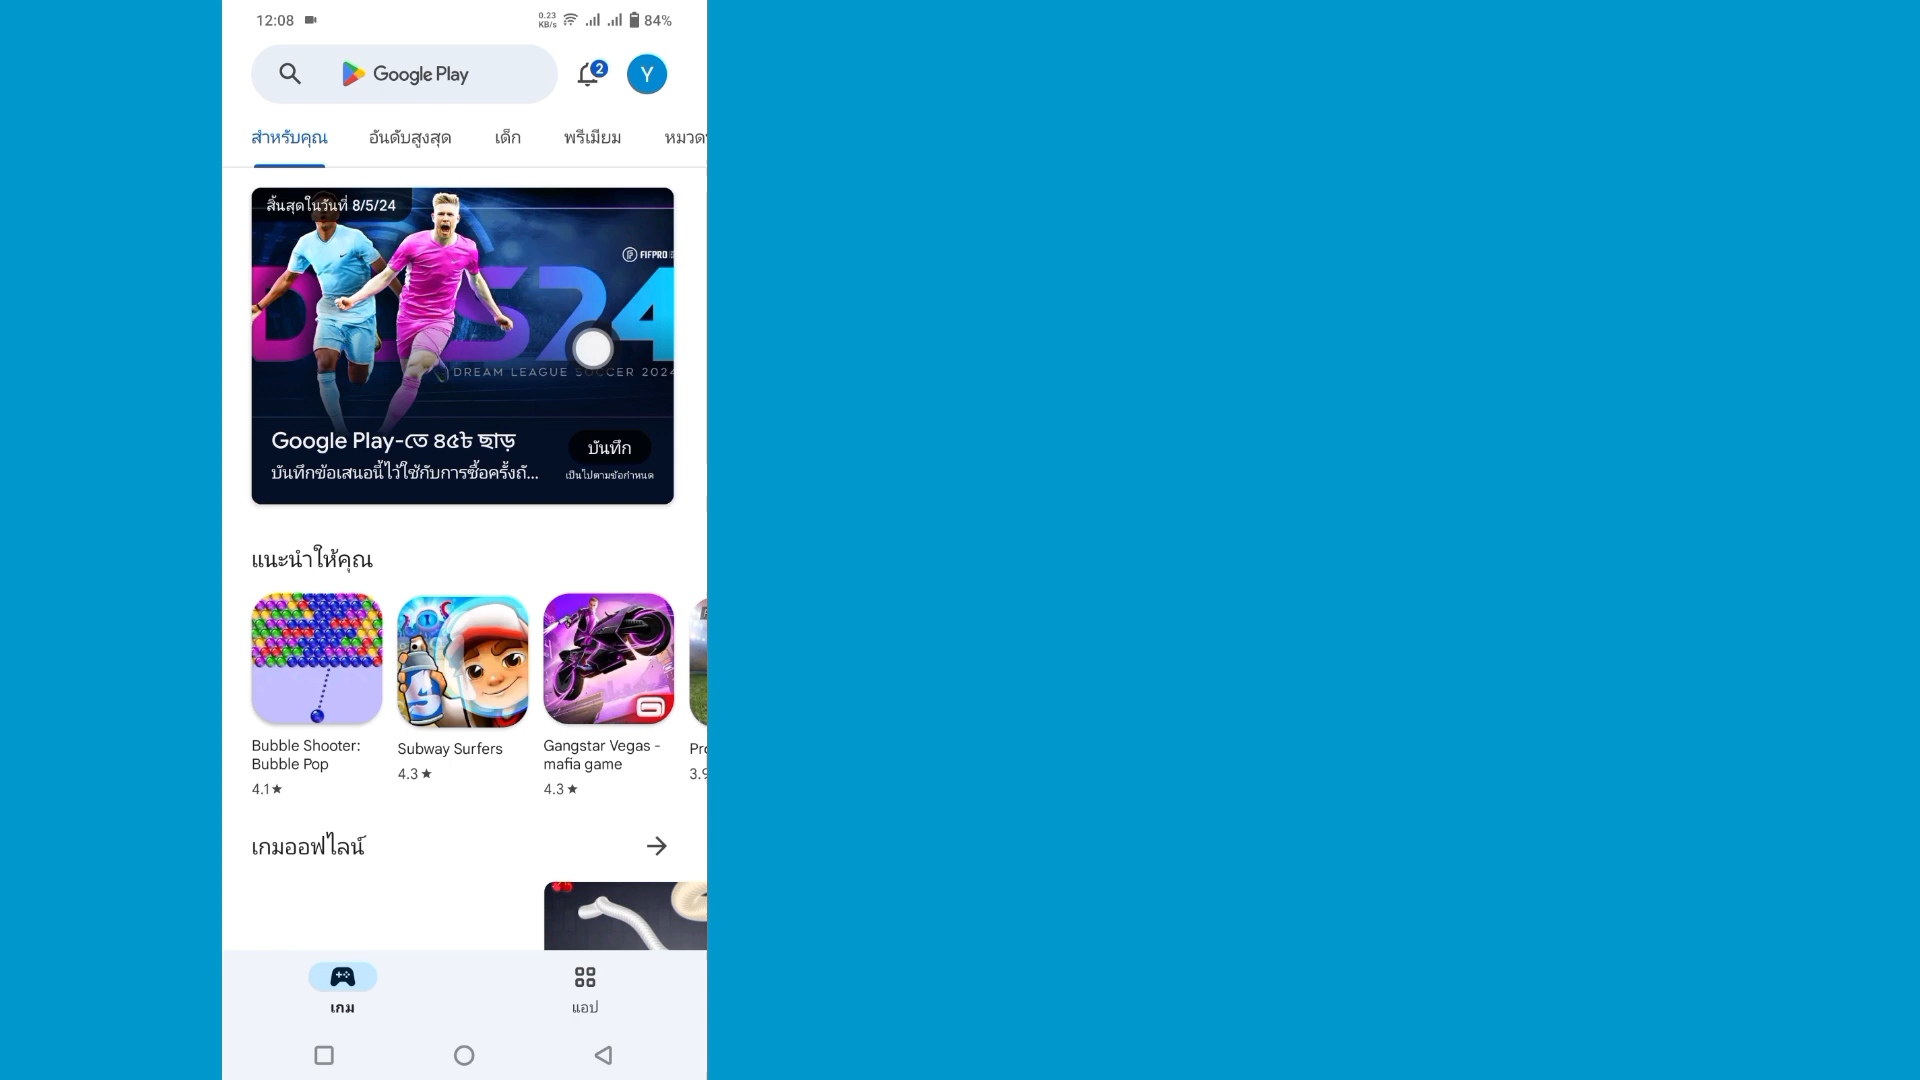 12:08
0.23
KB/s
84%
Google Play
2
Y
สำหรับคุณ
อันดับสูงสุด
เด็ก
พรีเมียม
สิ้นสุดในวันที่ 8/5/24
FIFPRO
DLS24
DREAM LEAGUE SOCCER 2024
Google Play-তে ৪৫৳ ছাড়
บันทึก
บันทึกข้อเสนอนี้ไว้ใช้กับการซื้อครั้งถั...
เป็นไปตามข้อกำหนด
แนะนำให้คุณ
Bubble Shooter:
Bubble Pop
4.1★
Subway Surfers
4.3★
Gangstar Vegas -
mafia game
4.3★
เกมออฟไลน์
เกม
แอป